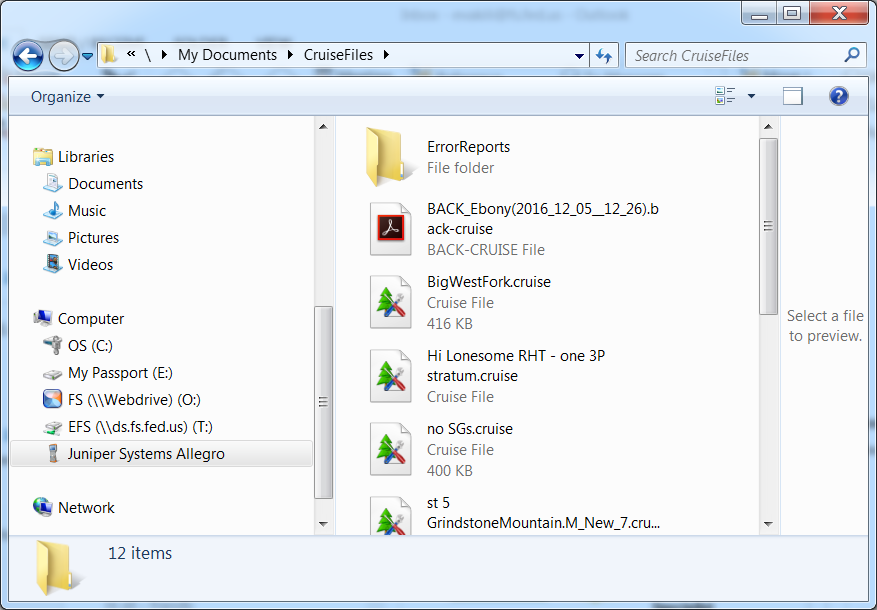 « \ My Documents CruiseFiles
Search CruiseFiles
Organize
Libraries
Documents
Music
Pictures
Videos
Computer
OS (C:)
My Passport (E:)
FS (\\Webdrive) (O:)
EFS (\\ds.fs.fed.us) (T:)
Juniper Systems Allegro
Network
ErrorReports
File folder
BACK_Ebony(2016_12_05__12_26).b
ack-cruise
BACK-CRUISE File
BigWestFork.cruise
Cruise File
416 KB
Hi Lonesome RHT - one 3P
stratum.cruise
Cruise File
no SGs.cruise
Cruise File
400 KB
st 5
GrindstoneMountain.M_New_7.cru...
Select a file
to preview.
12 items